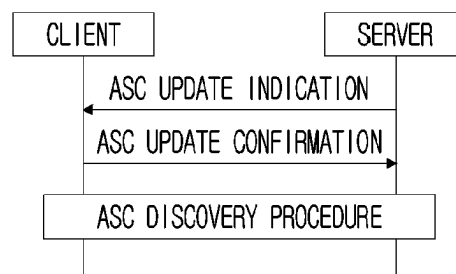 CLIENT
SERVER
ASC UPDATE INDICATION
ASC UPDATE CONFIRMATION
ASC DISCOVERY PROCEDURE